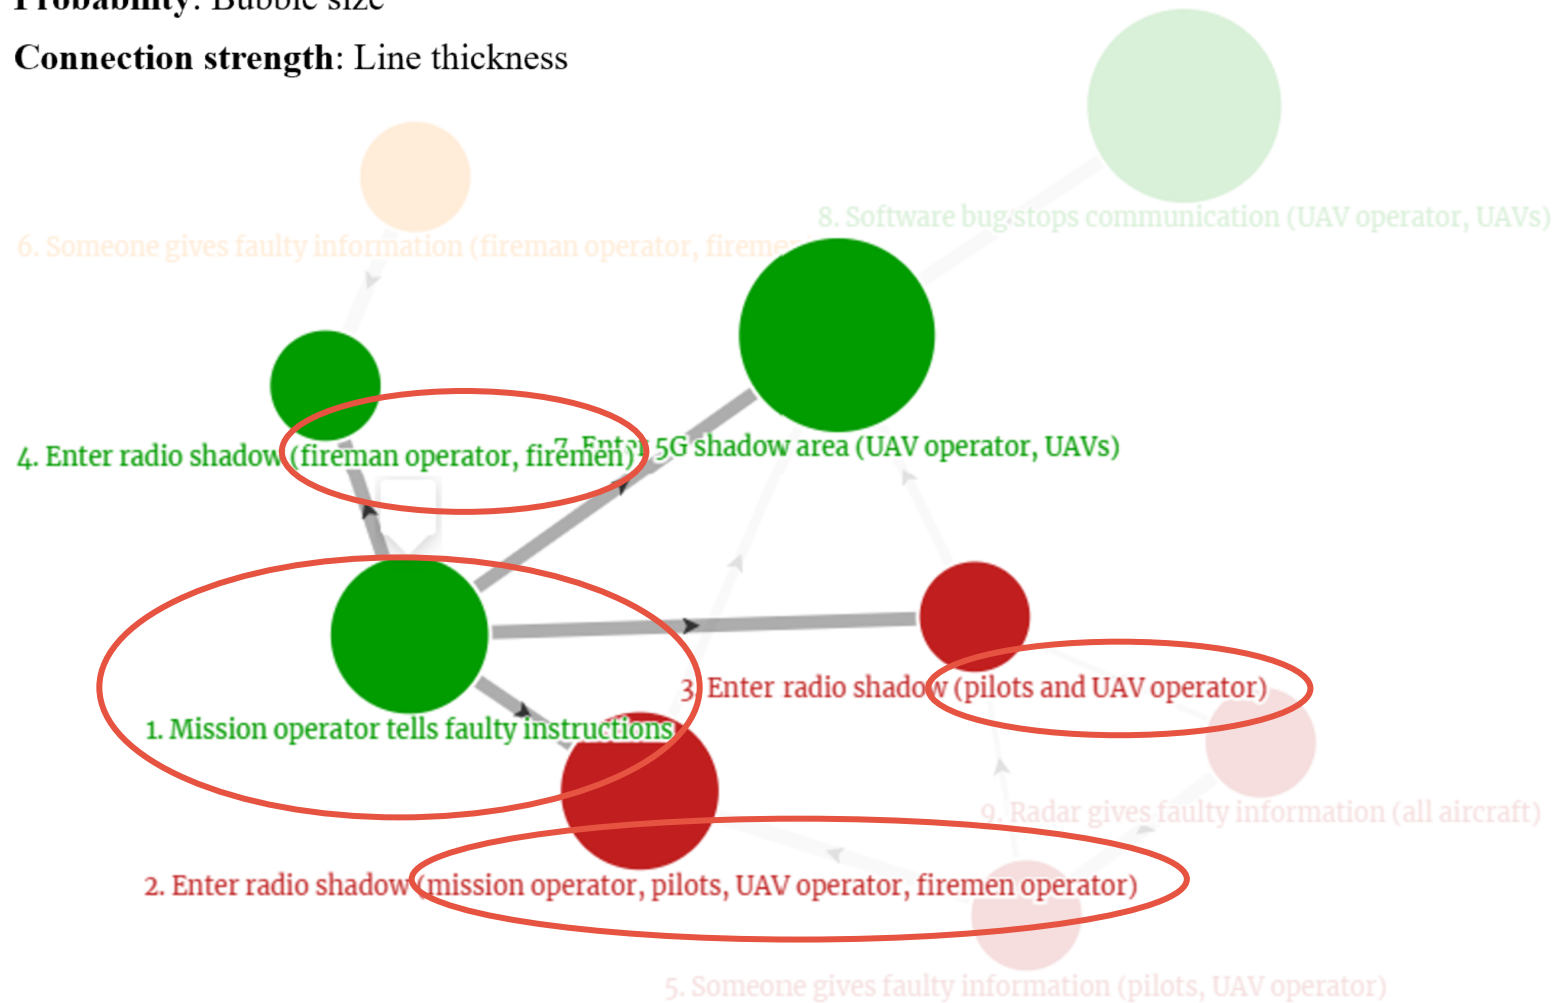 Probability: Bubble size
Connection strength: Line thickness
8. Software bug stops communication (UAV operator, UAVs)
6. Someone gives faulty information (fireman operator, firemen
7. Enter 5G shadow area (UAV operator, UAVs)
4. Enter radio shadow (fireman operator, firemen)
3. Enter radio shadow (pilots and UAV operator)
1. Mission operator tells faulty instructions
9. Radar gives faulty information (all aircraft)
2. Enter radio shadow (mission operator, pilots, UAV operator, firemen operator)
5. Someone gives faulty information (pilots, UAV operator)